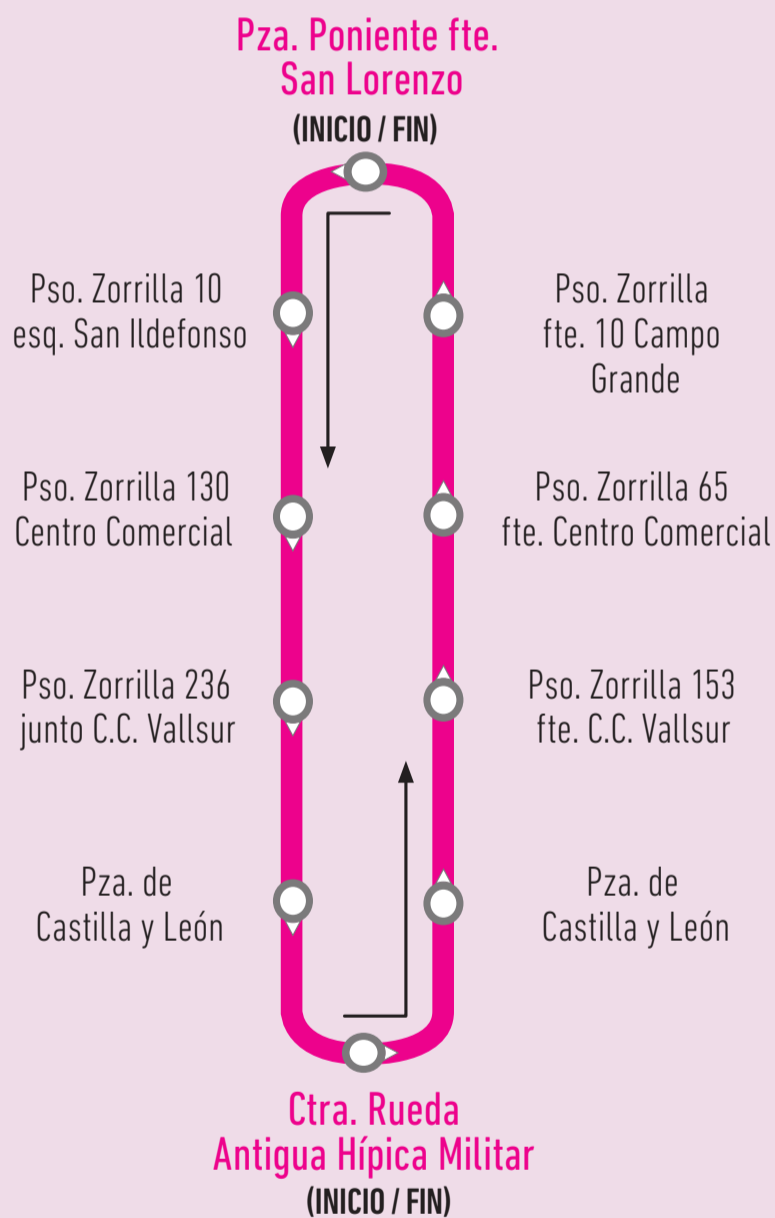 Pza. Poniente fte.
San Lorenzo
(INICIO / FIN)
Pso. Zorrilla 10
esq. San Ildefonso
Pso. Zorrilla
fte. 10 Campo
Grande
Pso. Zorrilla 130
Centro Comercial
Pso. Zorrilla 65
fte. Centro Comercial
Pso. Zorrilla 236
junto C.C. Vallsur
Pso. Zorrilla 153
fte. C.C. Vallsur
Pza. de
Castilla y León
Pza. de
Castilla y León
Ctra. Rueda
Antigua Hípica Militar
(INICIO / FIN)